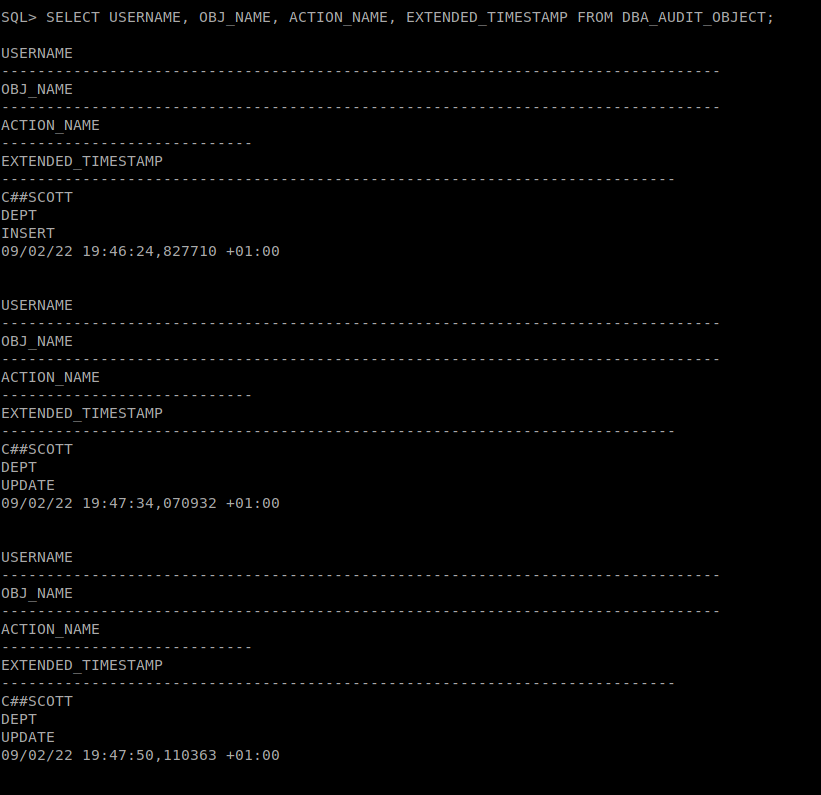 SQL> SELECT USERNAME, OBJ_NAME, ACTION_NAME, EXTENDED_TIMESTAMP FROM DBA_AUDIT_OBJECT;
USERNAME
--------------------------------------------------------------------------------
OBJ_NAME
--------------------------------------------------------------------------------
ACTION_NAME
----------------------------
EXTENDED_TIMESTAMP
---------------------------------------------------------------------------
C##SCOTT
DEPT
INSERT
09/02/22 19:46:24,827710 +01:00
USERNAME
--------------------------------------------------------------------------------
OBJ_NAME
--------------------------------------------------------------------------------
ACTION_NAME
----------------------------
EXTENDED_TIMESTAMP
---------------------------------------------------------------------------
C##SCOTT
DEPT
UPDATE
09/02/22 19:47:34,070932 +01:00
USERNAME
--------------------------------------------------------------------------------
OBJ_NAME
--------------------------------------------------------------------------------
ACTION_NAME
----------------------------
EXTENDED_TIMESTAMP
---------------------------------------------------------------------------
C##SCOTT
DEPT
UPDATE
09/02/22 19:47:50,110363 +01:00